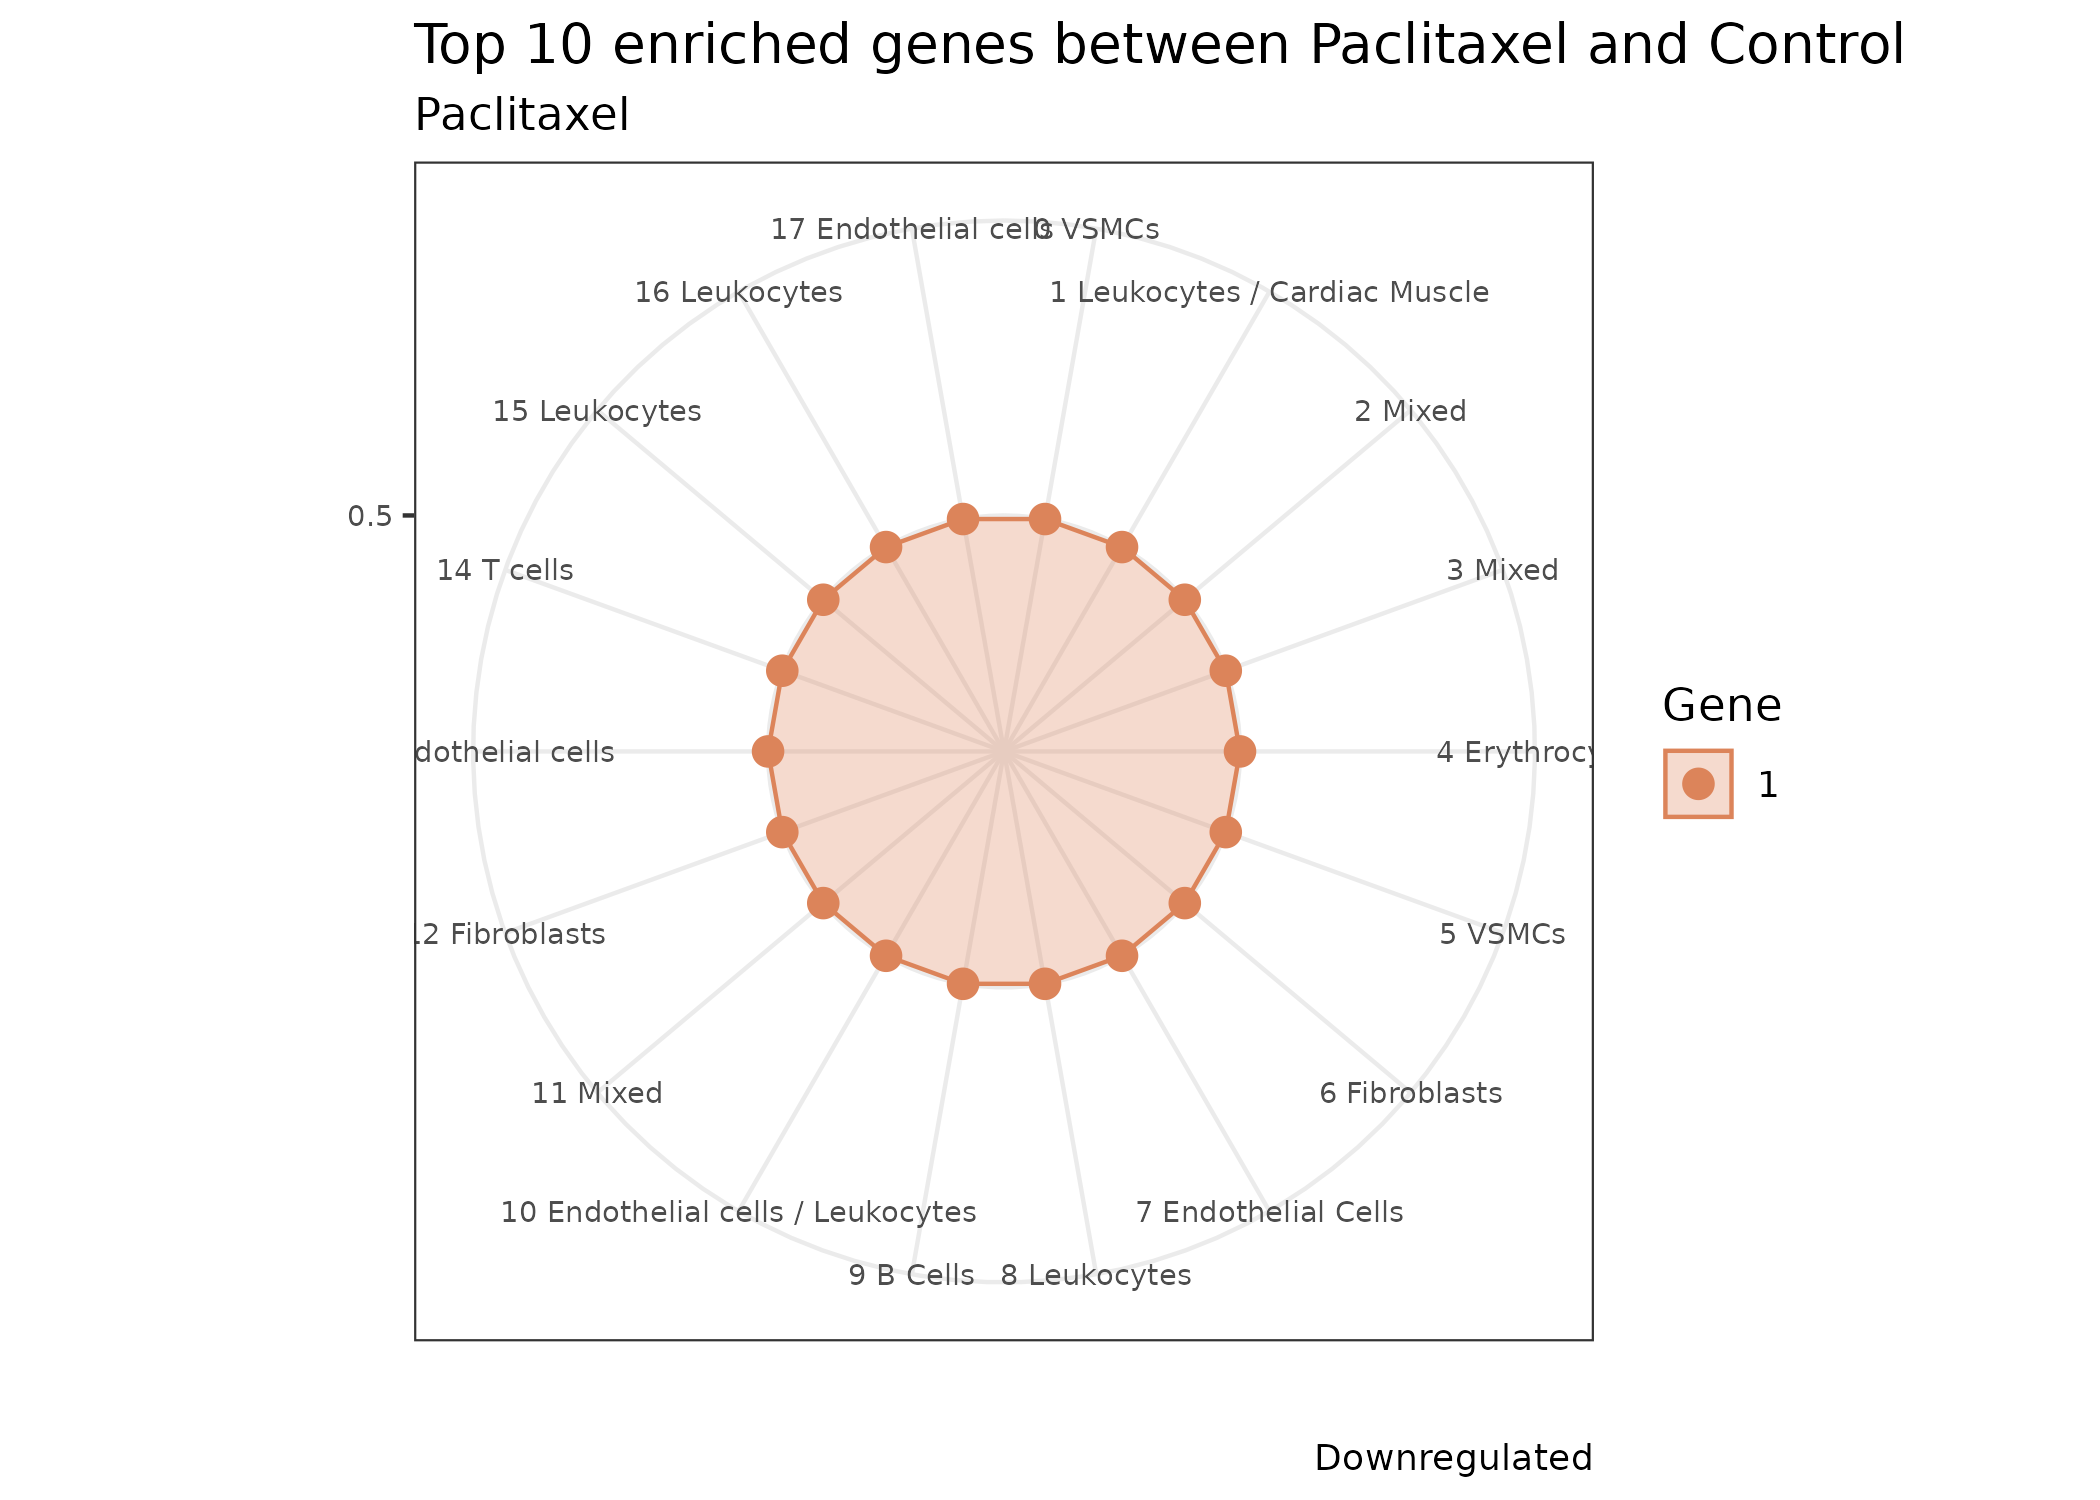 Top 10 enriched genes between Paclitaxel and Control
Paclitaxel
17 Endothelial cells
0 VSMCs
16 Leukocytes
1 Leukocytes / Cardiac Muscle
15 Leukocytes
2 Mixed
0.5
14 T cells
3 Mixed
Gene
1
dothelial cells
4 Erythrocy
12 Fibroblasts
5 VSMCs
11 Mixed
6 Fibroblasts
10 Endothelial cells / Leukocytes
7 Endothelial Cells
9 B Cells
8 Leukocytes
Downregulated